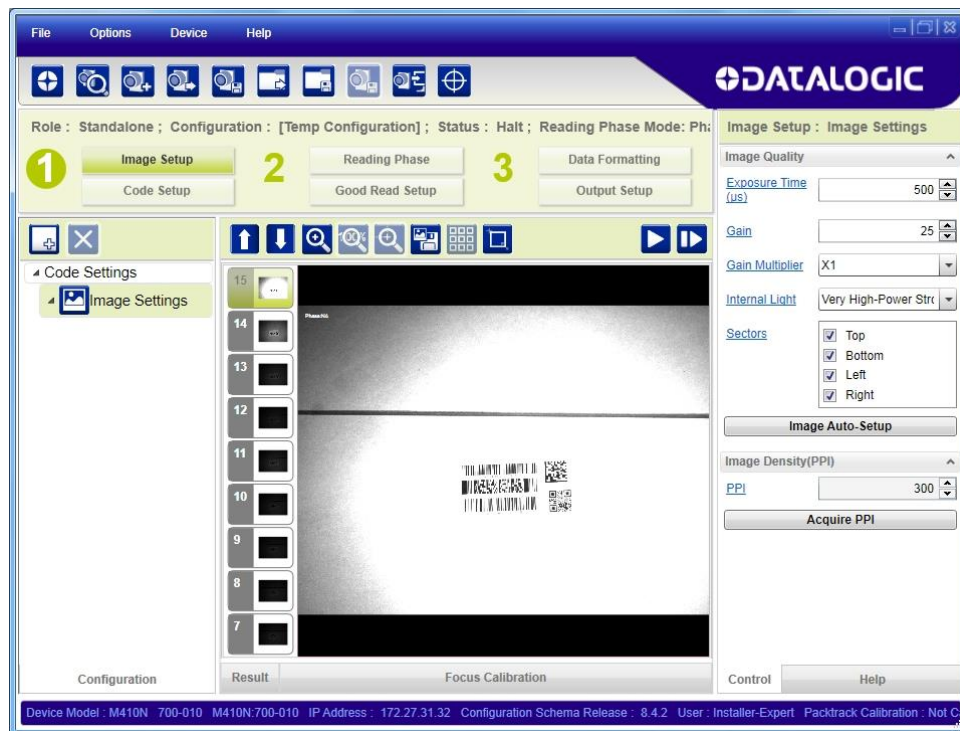 File Options Device Help
DATALOGIC
Role : Standalone ; Configuration : [Temp Configuration] ; Status : Halt ; Reading Phase Mode: Pha
Image Setup : Image Settings
1 Image Setup 2 Reading Phase 3 Data Formatting
Code Setup Good Read Setup Output Setup
Image Quality
Exposure Time (µs) 500
Gain 25
Gain Multiplier X1
Internal Light Very High-Power Stro
Sectors Top
Bottom
Left
Right
Image Auto-Setup
Image Density(PPI)
PPI 300
Acquire PPI
Code Settings
Image Settings
15
14
13
12
11
10
9
8
7
Configuration Result Focus Calibration Control Help
Device Model : M410N 700-010 M410N:700-010 IP Address : 172.27.31.32 Configuration Schema Release : 8.4.2 User : Installer-Expert Packtrack Calibration : Not C